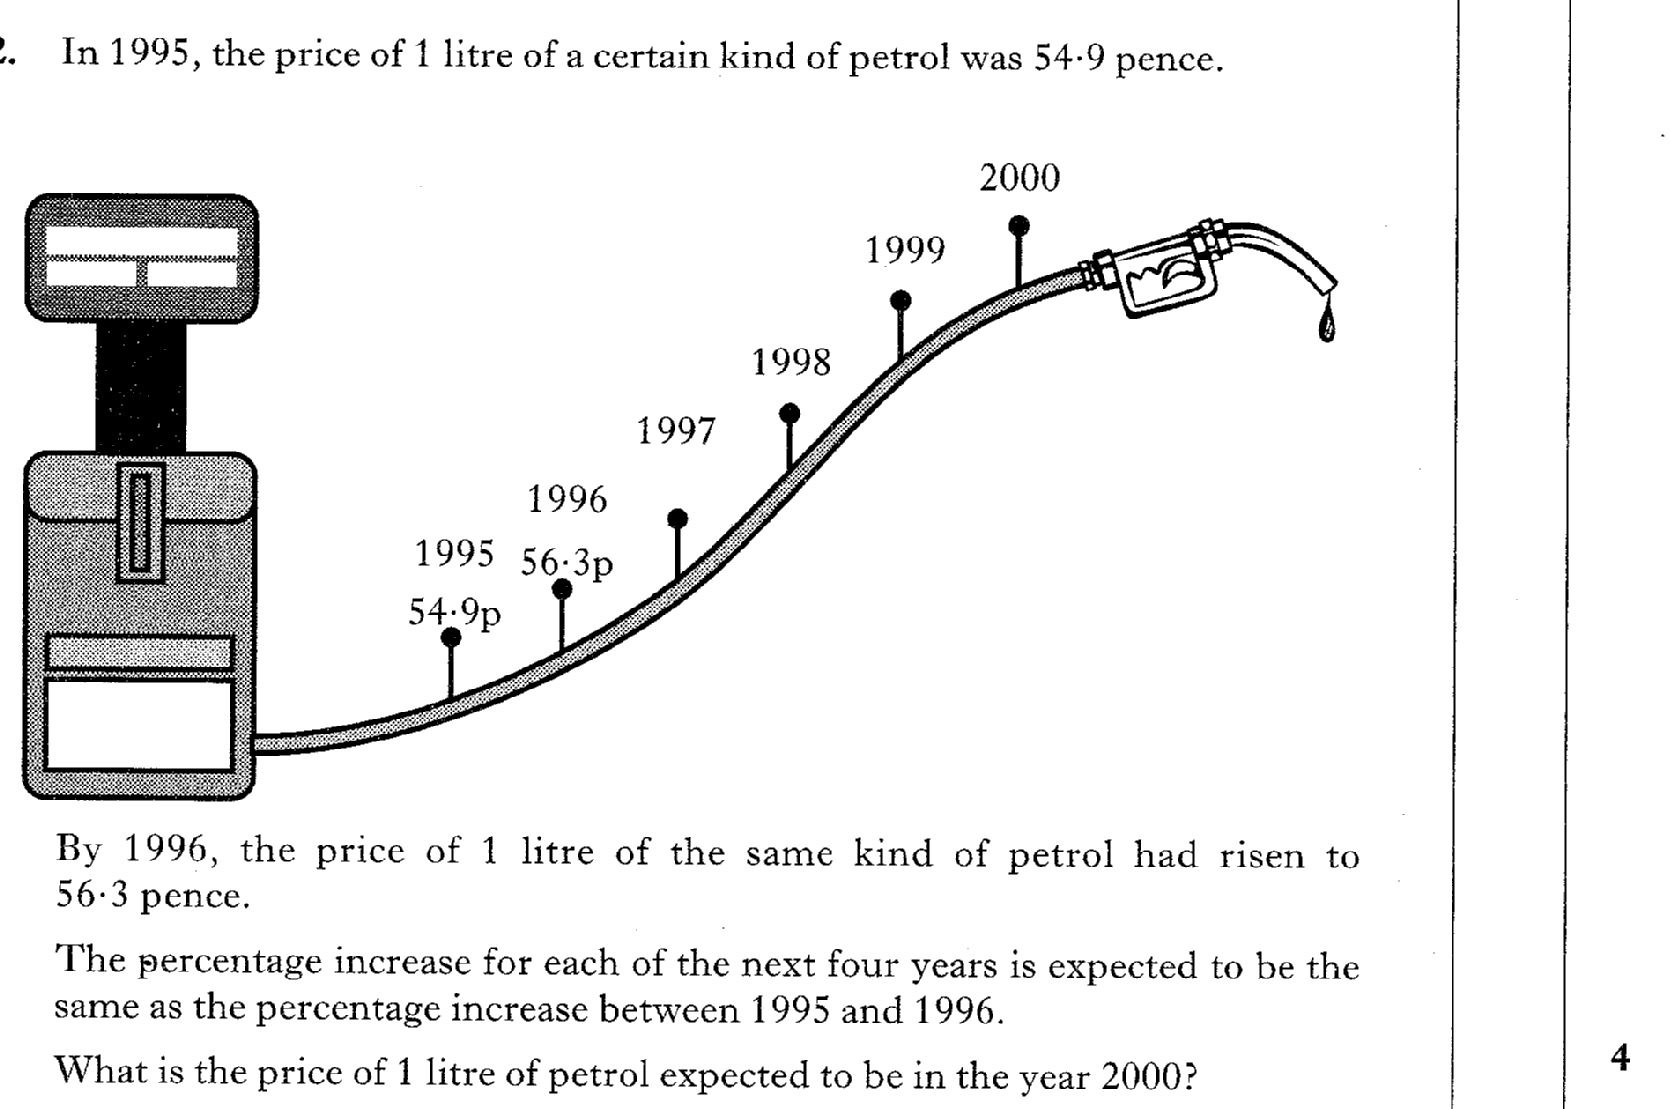 2. In 1995, the price of 1 litre of a certain kind of petrol was 54·9 pence.
2000
1999
1998
1997
1996
1995 56·3p
54·9p
By 1996, the price of 1 litre of the same kind of petrol had risen to
56·3 pence.
The percentage increase for each of the next four years is expected to be the
same as the percentage increase between 1995 and 1996.
What is the price of 1 litre of petrol expected to be in the year 2000?
4